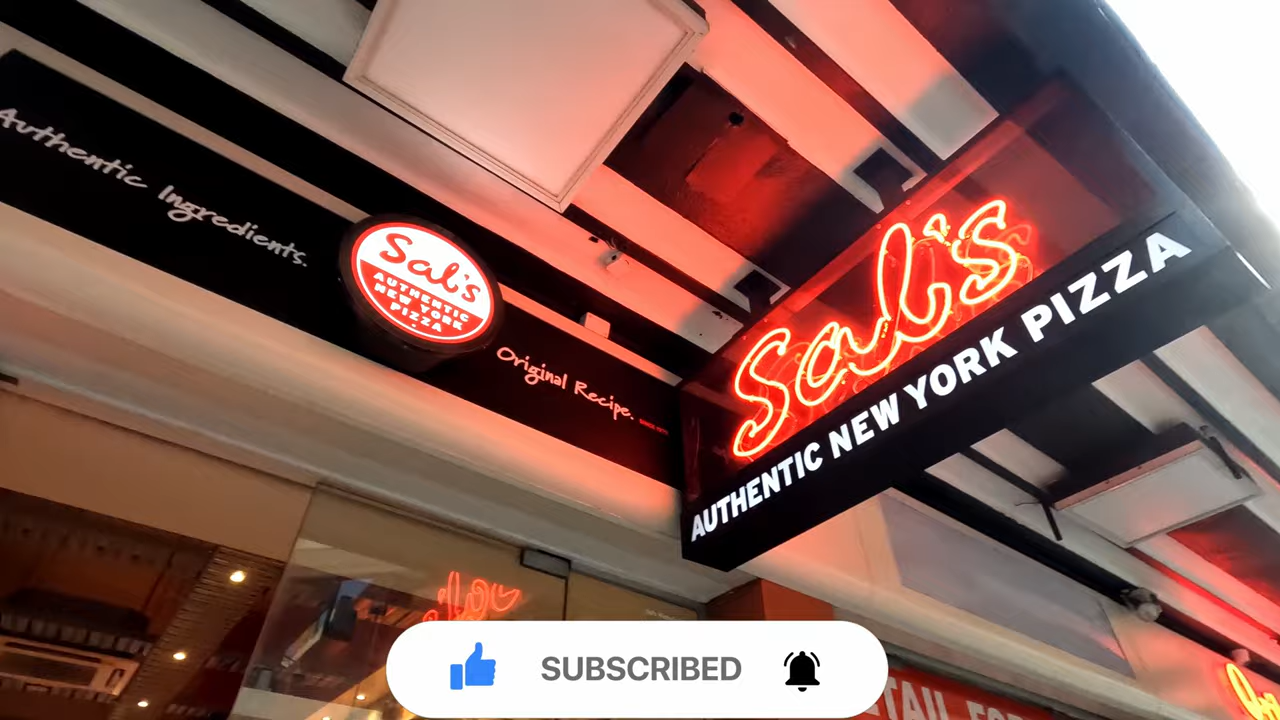 Authentic Ingredients.
Sal's
AUTHENTIC
NEW YORK
PIZZA
Original Recipe.
Sal's
AUTHENTIC NEW YORK PIZZA
SUBSCRIBED